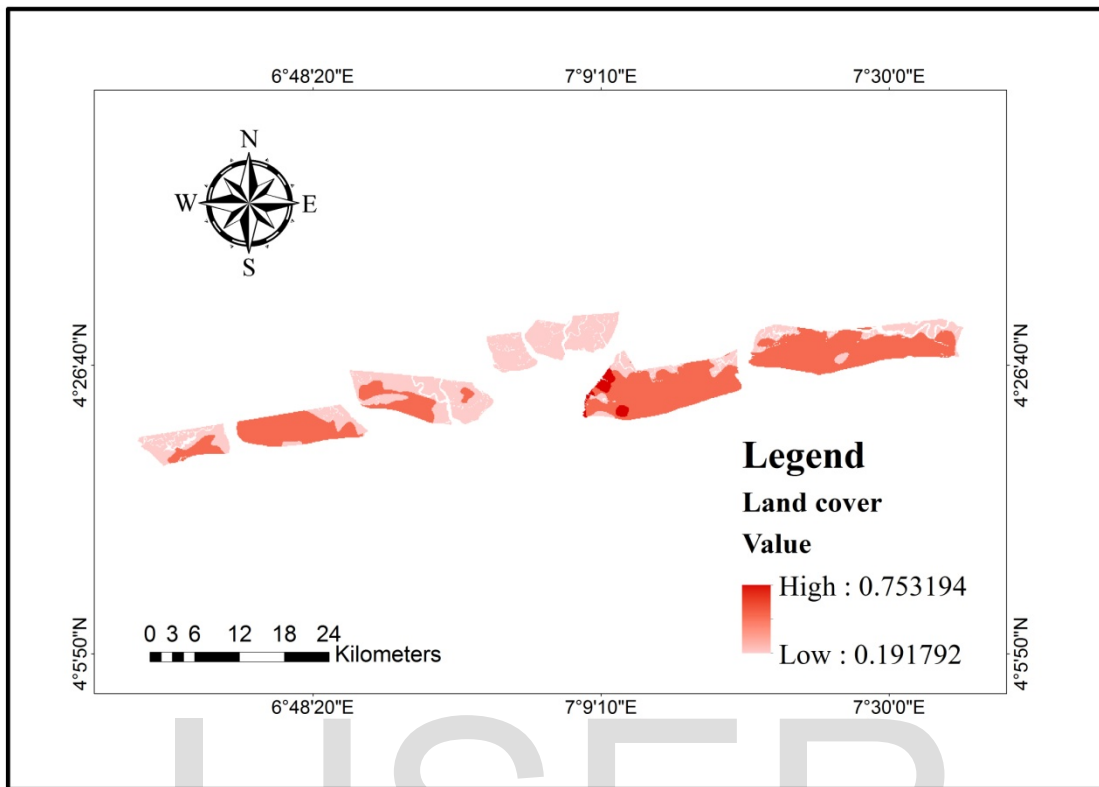 6°48'20"E 7°9'10"E 7°30'0"E
N
W E
S
4°26'40"N 4°26'40"N
Legend
Land cover
Value
High : 0.753194
Low : 0.191792
0 3 6 12 18 24
Kilometers
4°5'50"N 4°5'50"N
6°48'20"E 7°9'10"E 7°30'0"E